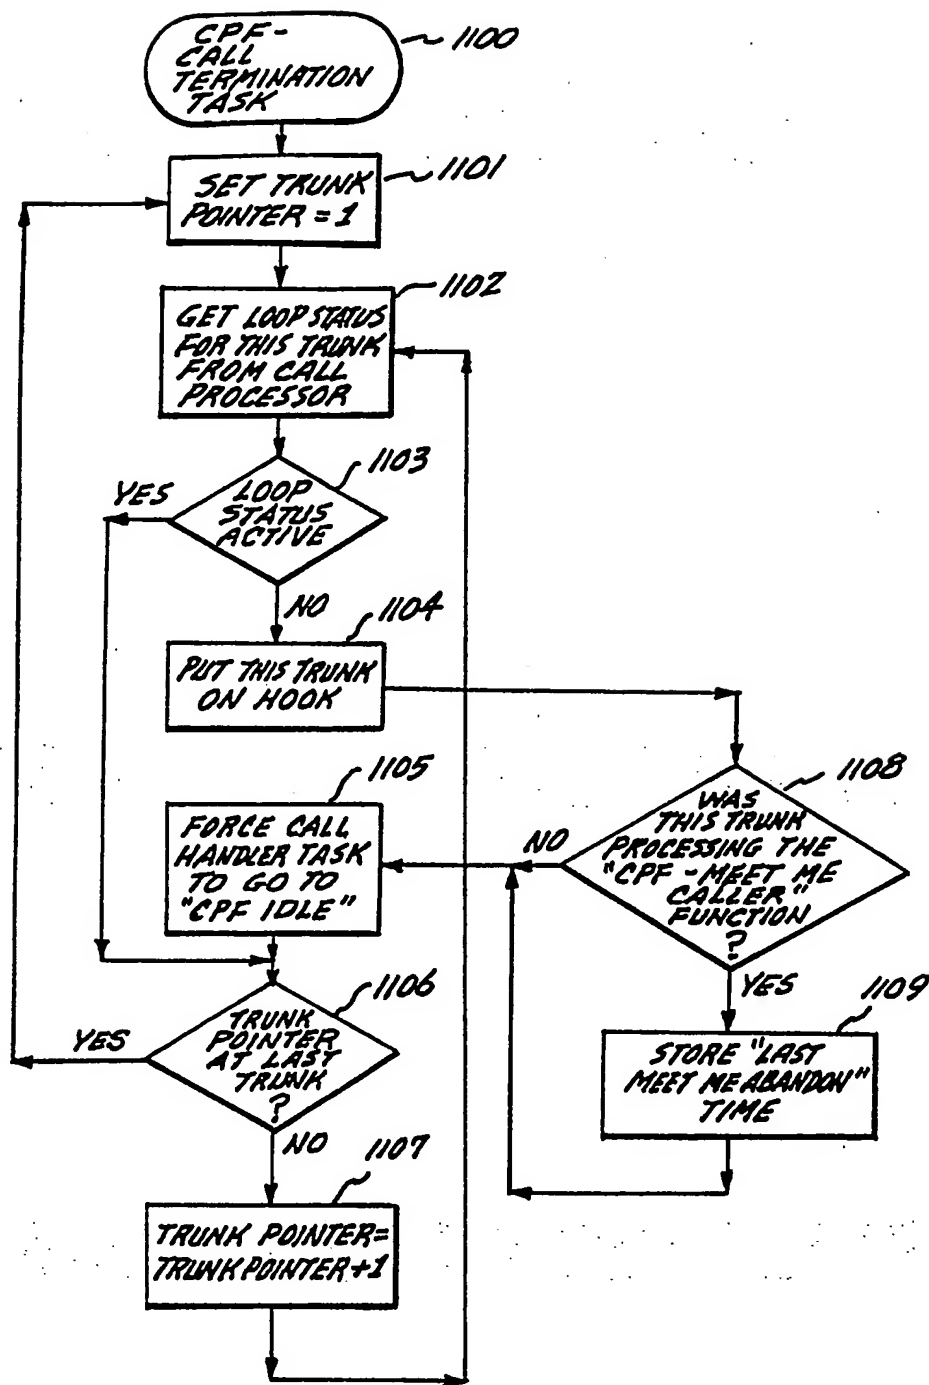 CPF-
CALL
TERMINATION
TASK
1100
SET TRUNK
POINTER = 1
1101
GET LOOP STATUS
FOR THIS TRUNK
FROM CALL
PROCESSOR
1102
LOOP
STATUS
ACTIVE
1103
YES
NO
PUT THIS TRUNK
ON HOOK
1104
WAS
THIS TRUNK
PROCESSING THE
"CPF - MEET ME
CALLER"
FUNCTION
?
1108
NO
YES
FORCE CALL
HANDLER TASK
TO GO TO
"CPF IDLE"
1105
STORE "LAST
MEET ME ABANDON"
TIME
1109
TRUNK
POINTER
AT LAST
TRUNK
?
1106
YES
NO
TRUNK POINTER=
TRUNK POINTER+1
1107